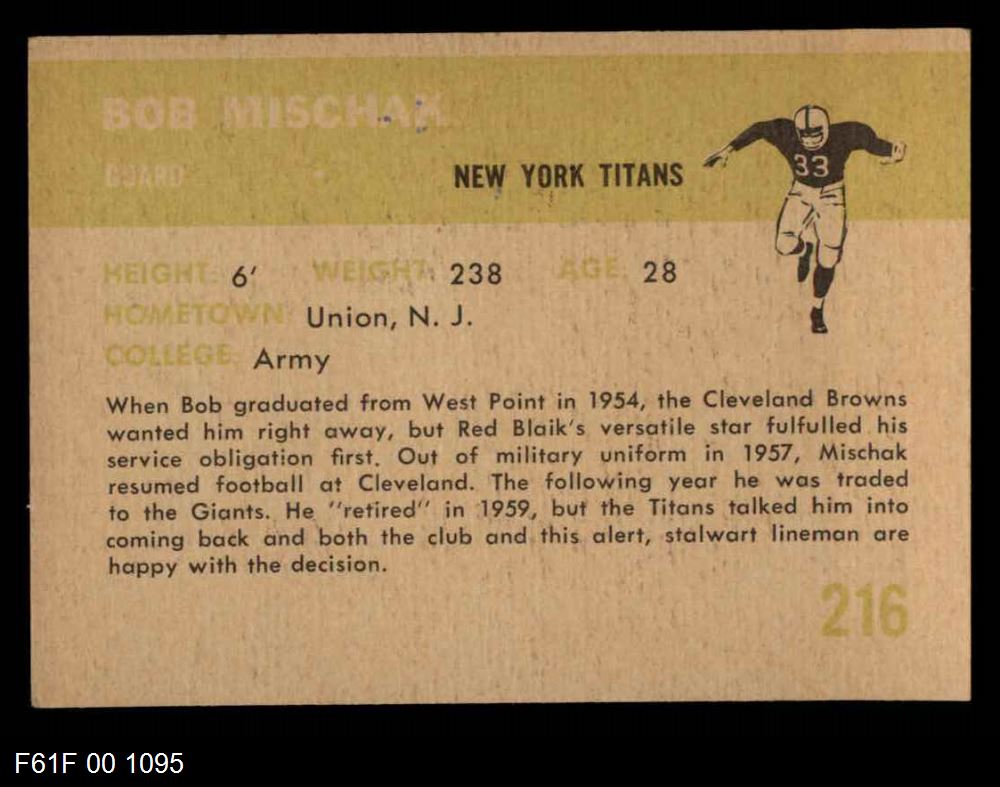 BOB MISCHAK
GUARD
NEW YORK TITANS
33
HEIGHT: 6' WEIGHT: 238 AGE: 28
HOMETOWN: Union, N. J.
COLLEGE: Army
When Bob graduated from West Point in 1954, the Cleveland Browns
wanted him right away, but Red Blaik's versatile star fulfulled his
service obligation first. Out of military uniform in 1957, Mischak
resumed football at Cleveland. The following year he was traded
to the Giants. He "retired" in 1959, but the Titans talked him into
coming back and both the club and this alert, stalwart lineman are
happy with the decision.
216
F61F 00 1095